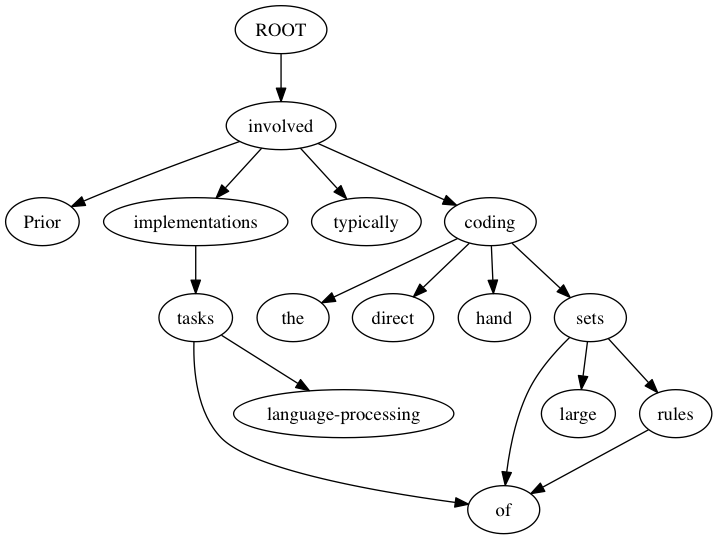 ROOT
involved
Prior
implementations
typically
coding
tasks
the
direct
hand
sets
language-processing
large
rules
of